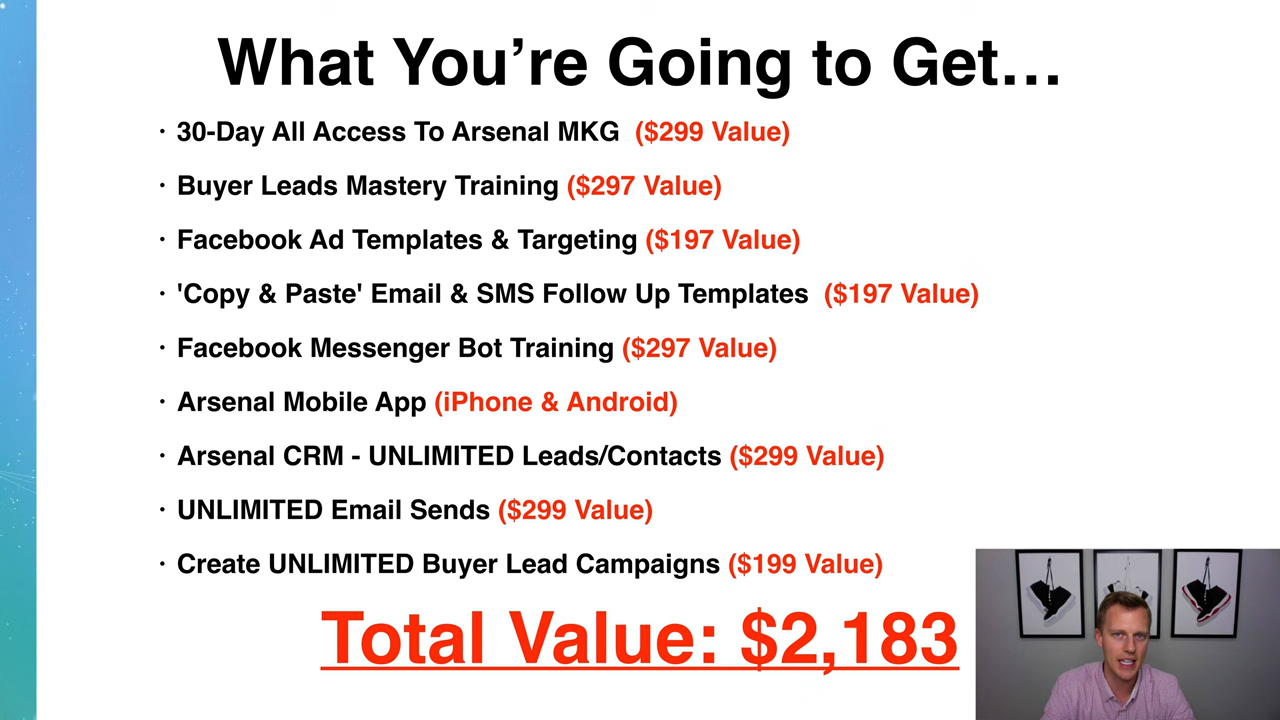 What You’re Going to Get…
· 30-Day All Access To Arsenal MKG ($299 Value)
· Buyer Leads Mastery Training ($297 Value)
· Facebook Ad Templates & Targeting ($197 Value)
· 'Copy & Paste' Email & SMS Follow Up Templates ($197 Value)
· Facebook Messenger Bot Training ($297 Value)
· Arsenal Mobile App (iPhone & Android)
· Arsenal CRM - UNLIMITED Leads/Contacts ($299 Value)
· UNLIMITED Email Sends ($299 Value)
· Create UNLIMITED Buyer Lead Campaigns ($199 Value)
Total Value: $2,183